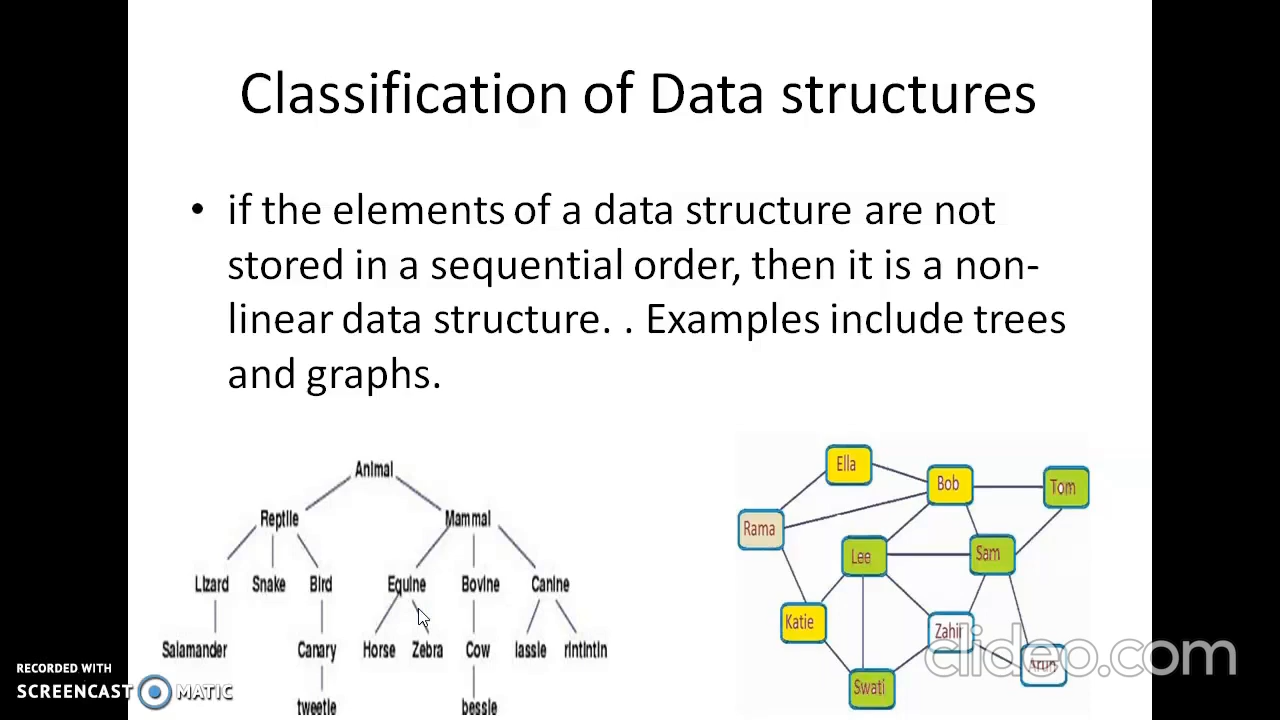 Classification of Data structures
• if the elements of a data structure are not
stored in a sequential order, then it is a non-
linear data structure. . Examples include trees
and graphs.
Animal
Reptile Mammal
Lizard Snake Bird Equine Bovine Canine
Salamander Canary Horse Zebra Cow lassie rintintin
tweetle bessie
Ella
Bob Tom
Rama
Lee Sam
Katie Zahir
Arun
Swati
clideo.com
RECORDED WITH
SCREENCAST MATIC